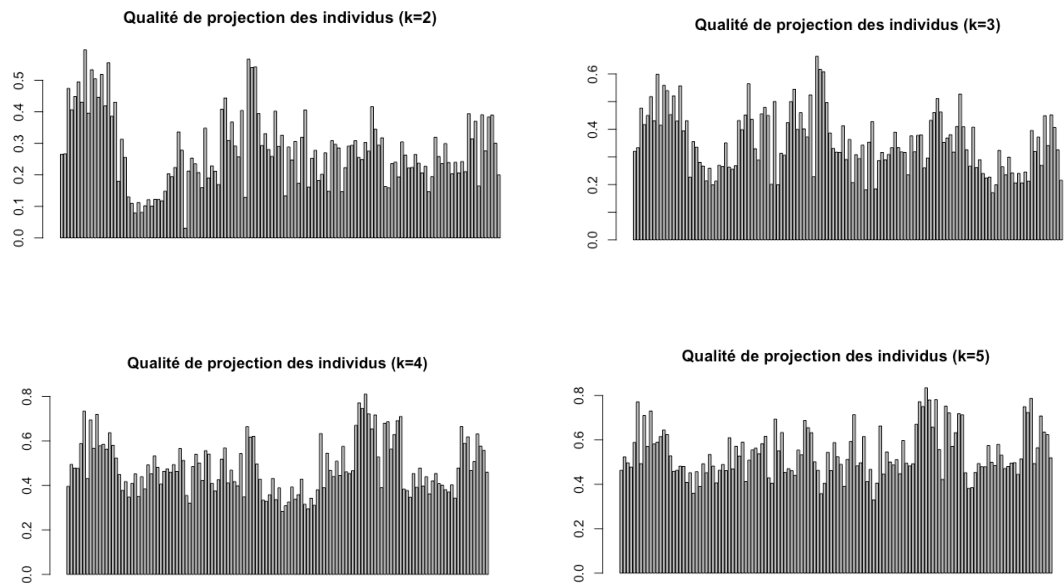 Qualité de projection des individus (k=2)
0.0 0.1 0.2 0.3 0.4 0.5
Qualité de projection des individus (k=3)
0.0 0.2 0.4 0.6
Qualité de projection des individus (k=4)
0.0 0.2 0.4 0.6 0.8
Qualité de projection des individus (k=5)
0.0 0.2 0.4 0.6 0.8